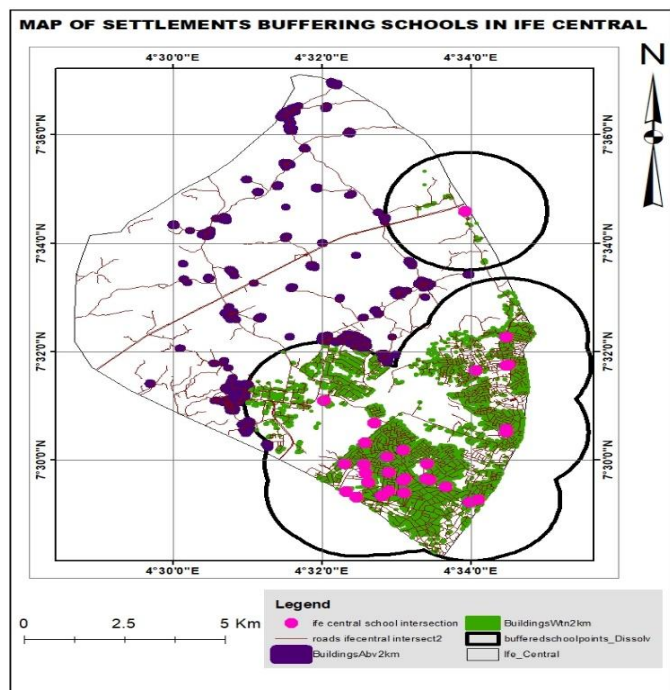 MAP OF SETTLEMENTS BUFFERING SCHOOLS IN IFE CENTRAL
4°30'0"E 4°32'0"E 4°34'0"E
N
7°36'0"N 7°36'0"N
7°34'0"N 7°34'0"N
7°32'0"N 7°32'0"N
7°30'0"N 7°30'0"N
4°30'0"E 4°32'0"E 4°34'0"E
0 2.5 5 Km
Legend
ife central school intersection BuildingsWtn2km
roads ifecentral intersect2 bufferedschoolpoints_Dissolv
BuildingsAbv2km Ife_Central